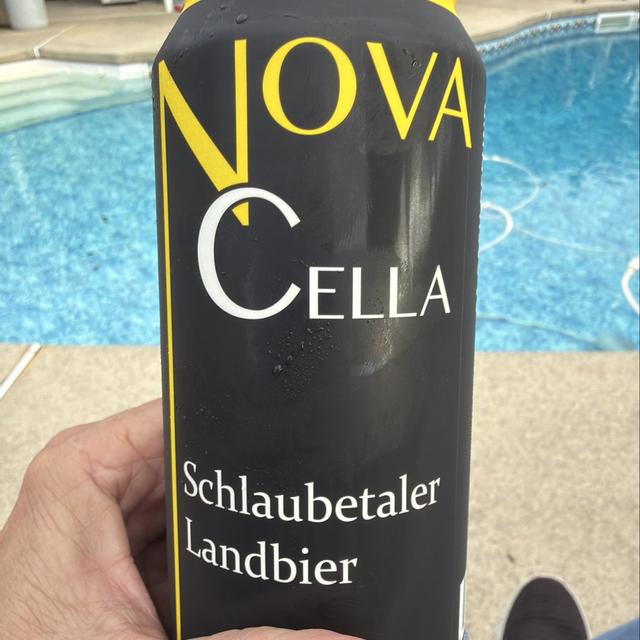 NOVA
CELLA
Schlaubetaler
Landbier